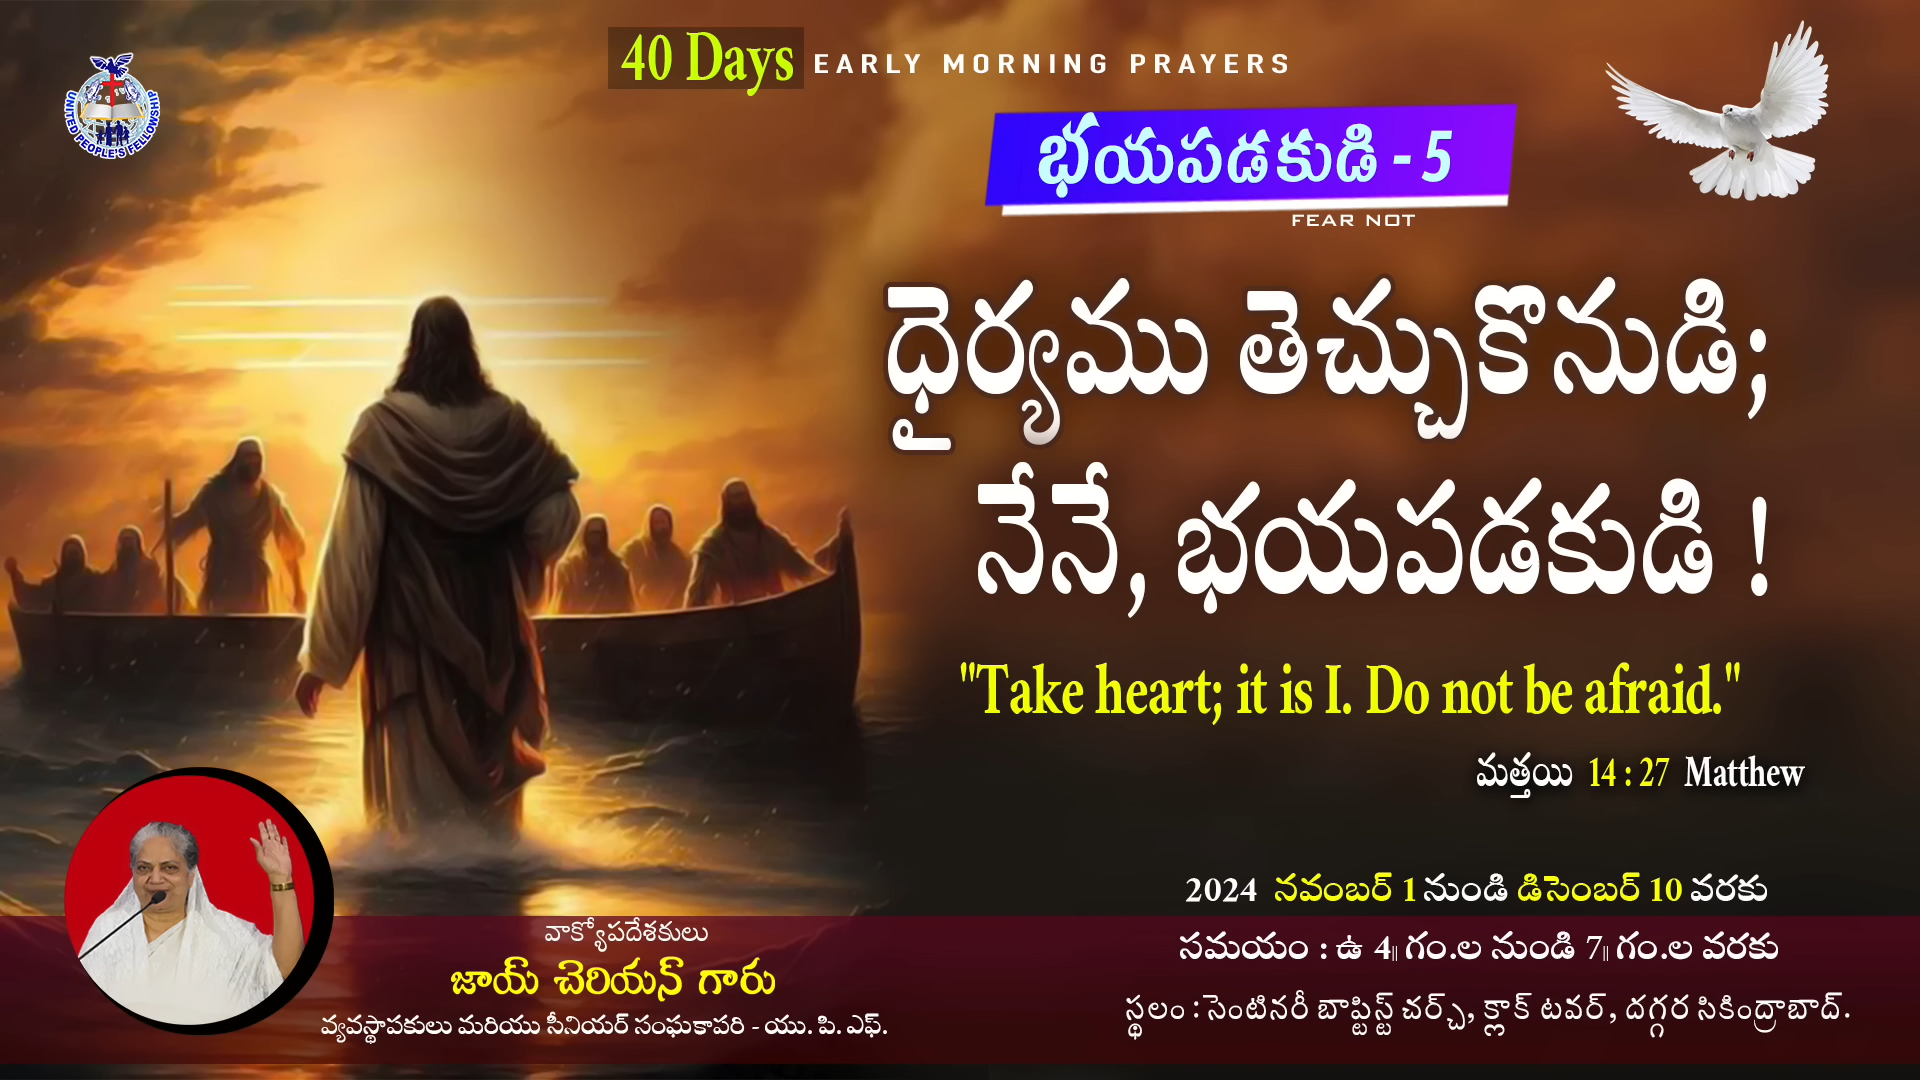 UNITED PEOPLE'S FELLOWSHIP
40 Days EARLY MORNING PRAYERS
భయపడకుడి - 5
FEAR NOT
ధైర్యము తెచ్చుకొనుడి;
నేనే, భయపడకుడి !
"Take heart; it is I. Do not be afraid."
మత్తయి 14 : 27 Matthew
2024 నవంబర్ 1 నుండి డిసెంబర్ 10 వరకు
సమయం : ఉ 4॥ గం.ల నుండి 7॥ గం.ల వరకు
స్థలం : సెంటినరీ బాప్టిస్ట్ చర్చ్, క్లాక్ టవర్, దగ్గర సికింద్రాబాద్.
వాక్యోపదేశకులు
జాయ్ చెరియన్ గారు
వ్యవస్థాపకులు మరియు సీనియర్ సంఘకాపరి - యు. పి. ఎఫ్.